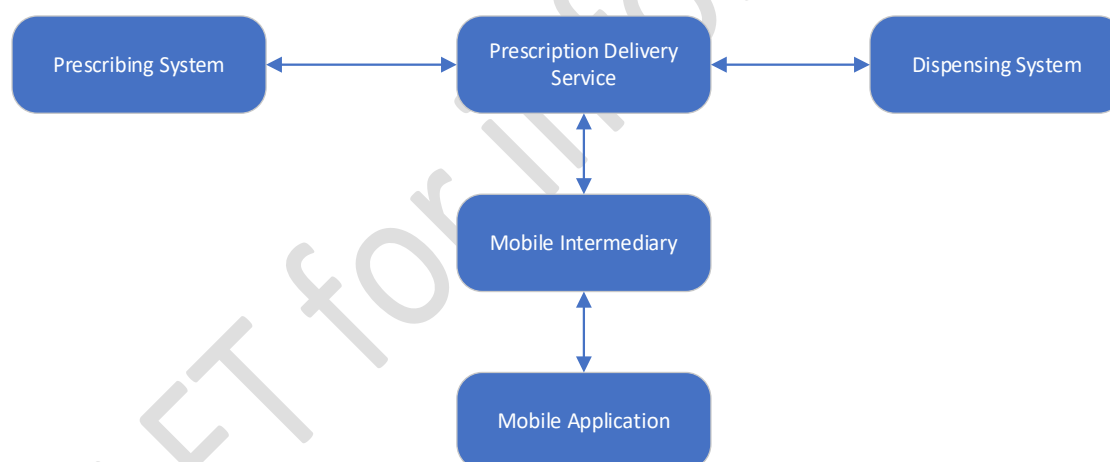 Prescribing System
Prescription Delivery
Service
Dispensing System
Mobile Intermediary
Mobile Application